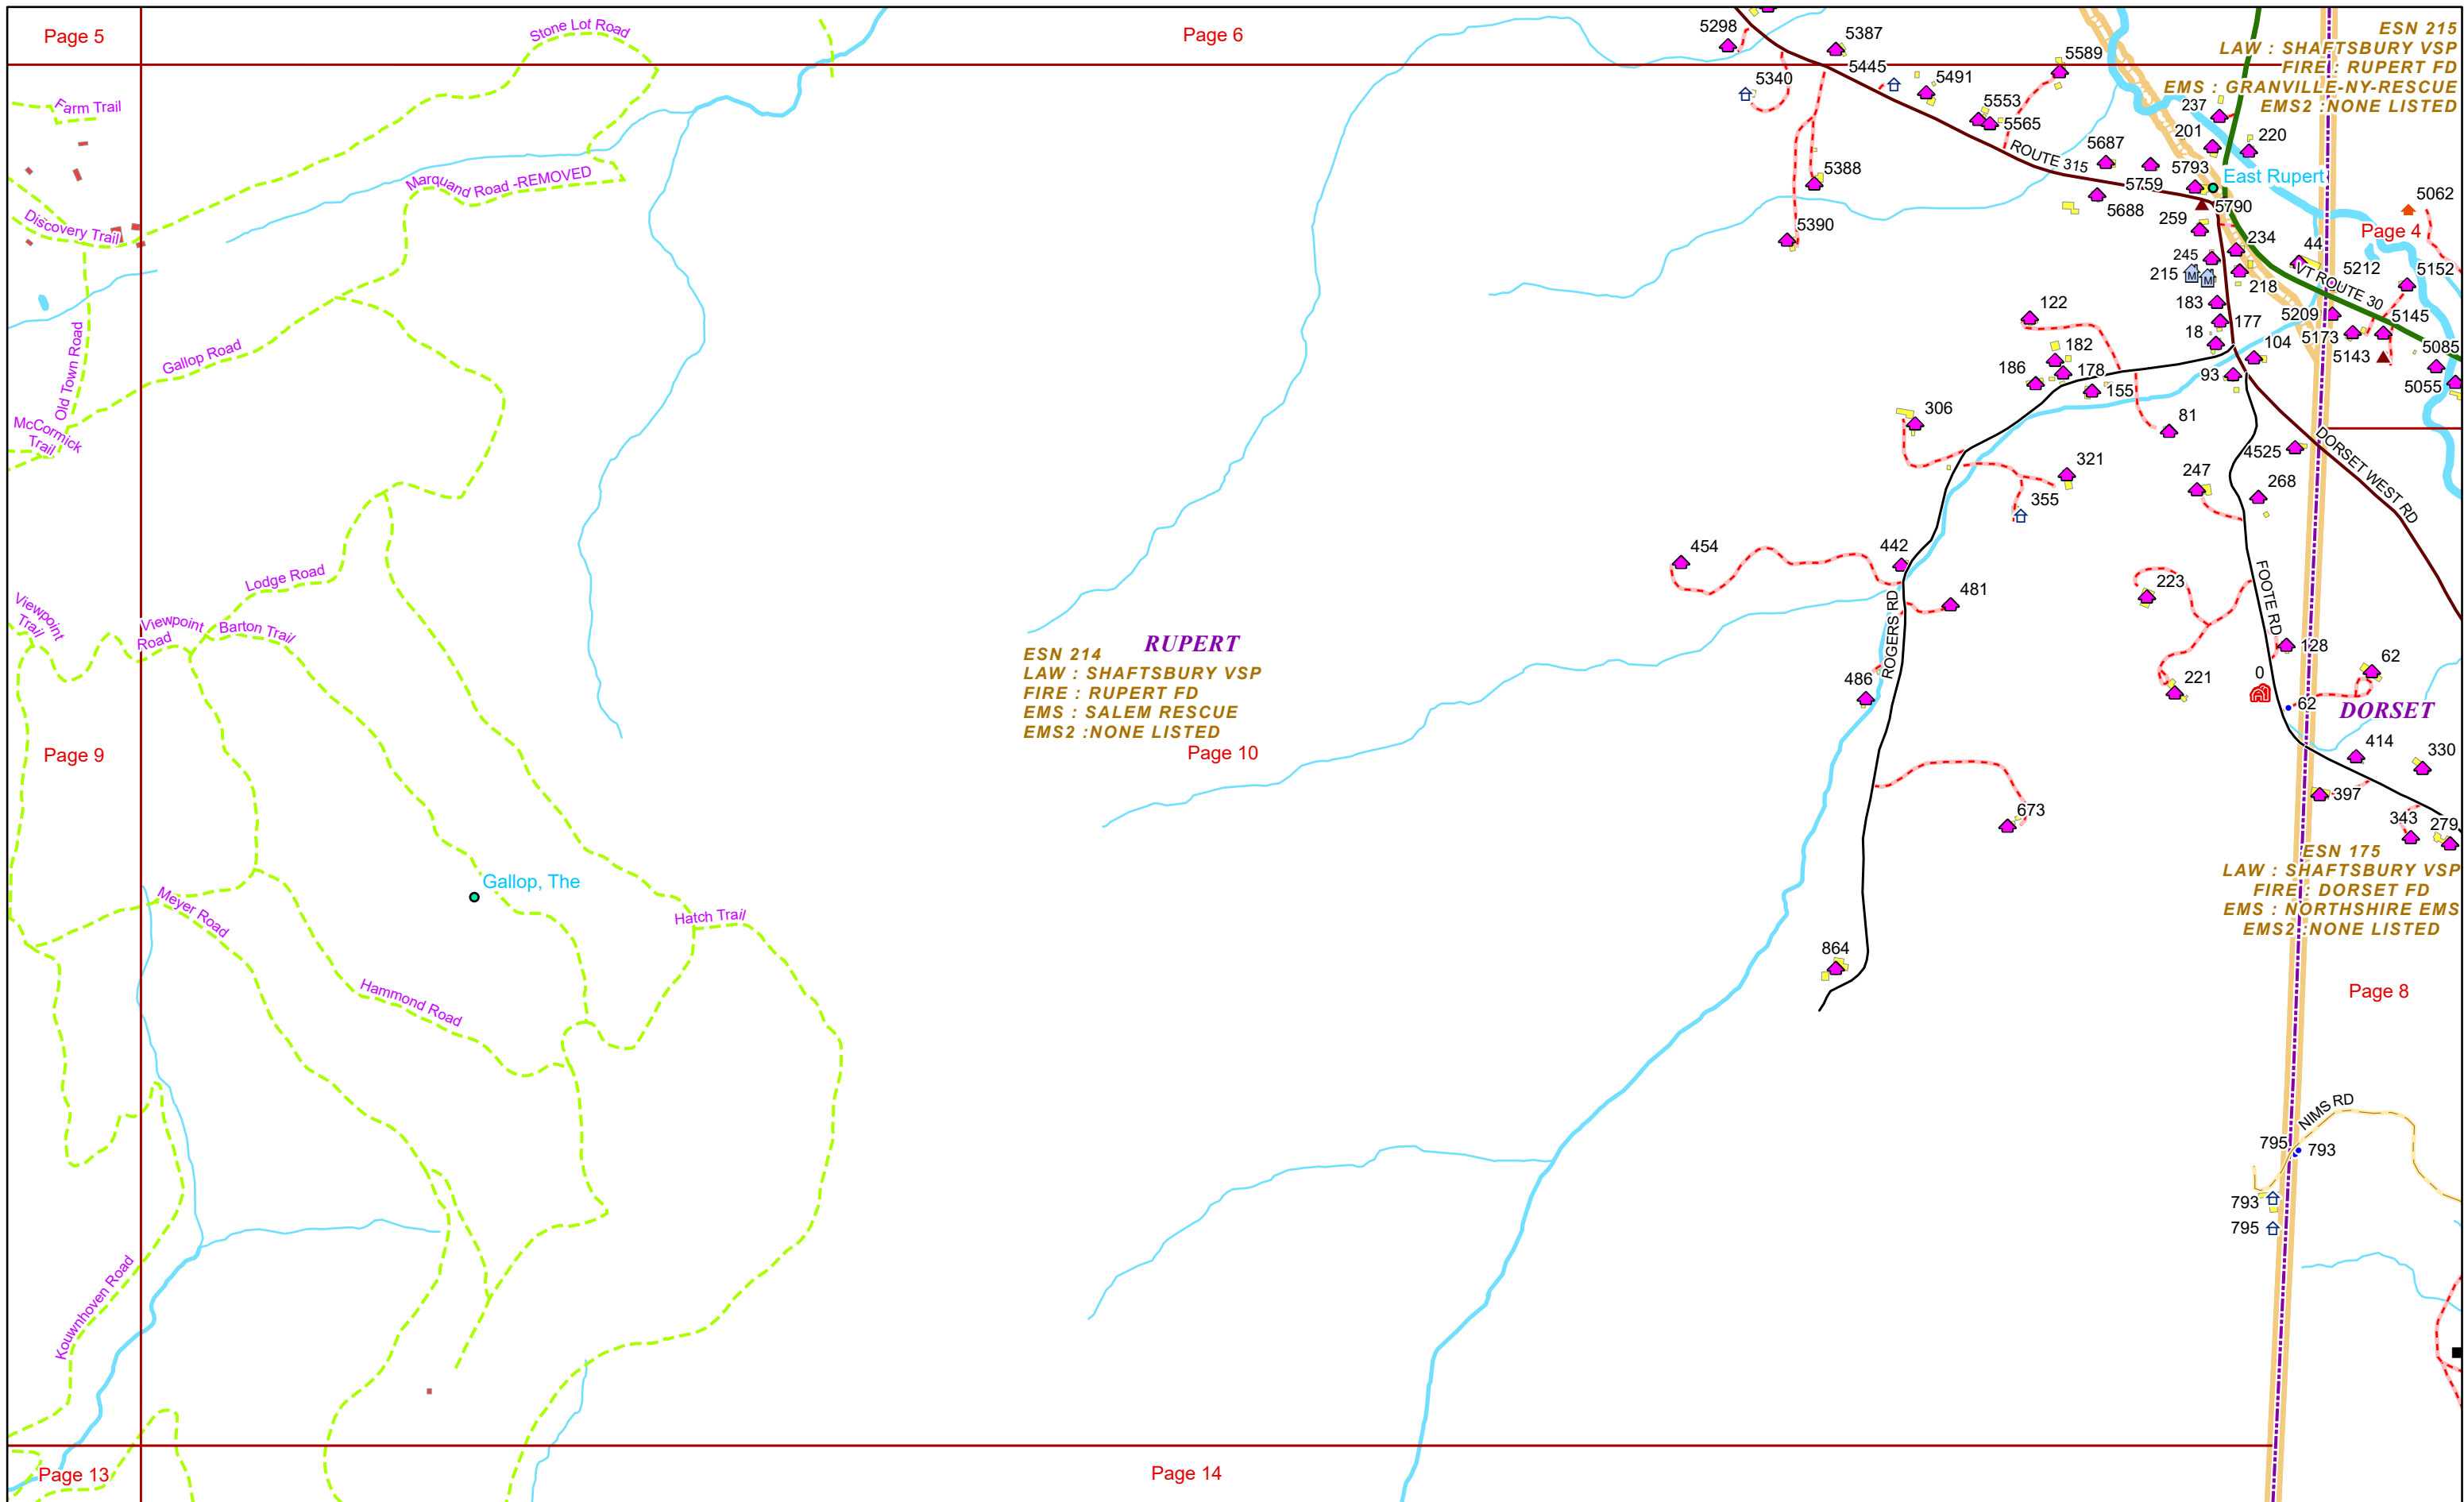 Page 5
Stone Lot Road
Page 6
5298
5387
ESN 215
LAW : SHAFTSBURY VSP
FIRE : RUPERT FD
EMS : GRANVILLE-NY-RESCUE
EMS2 :NONE LISTED
5340
5445
5491
5589
5553
5565
237
201
220
Farm Trail
5388
5390
ROUTE 315
5687
5793
5759
5688
East Rupert
5790
259
5062
Page 4
Marquand Road -REMOVED
Discovery Trail
234
44
245
215
218
5212
5152
VT ROUTE 30
183
177
5209
5145
18
104
5173
5143
5085
93
5055
122
182
186
178
155
Gallop Road
Old Town Road
McCormick
Trail
306
81
321
355
4525
DORSET WEST RD
247
268
454
442
481
ROGERS RD
223
FOOTE RD
128
0
62
221
62
DORSET
Lodge Road
Viewpoint
Trail
Viewpoint
Road
Barton Trail
RUPERT
ESN 214
LAW : SHAFTSBURY VSP
FIRE : RUPERT FD
EMS : SALEM RESCUE
EMS2 :NONE LISTED
486
Page 9
Page 10
414
330
397
343
279
673
ESN 175
LAW : SHAFTSBURY VSP
FIRE : DORSET FD
EMS : NORTHSHIRE EMS
EMS2 :NONE LISTED
Gallop, The
Meyer Road
Hatch Trail
864
Page 8
Hammond Road
NIMS RD
795
793
793
795
Kouwnhoven Road
Page 13
Page 14